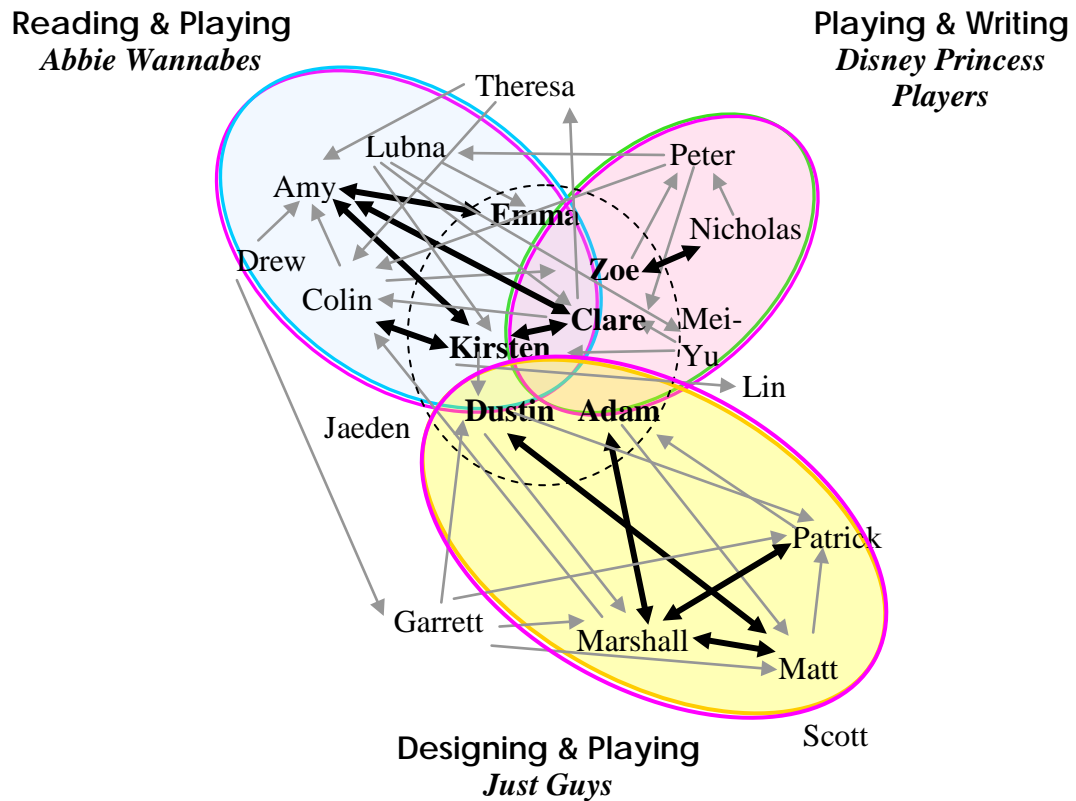 Reading & Playing
Abbie Wannabes
Playing & Writing
Disney Princess
Players
Theresa
Lubna
Peter
Amy
Emma
Nicholas
Drew
Zoe
Colin
Clare
Mei-
Yu
Kirsten
Lin
Dustin
Adam
Jaeden
Patrick
Garrett
Marshall
Matt
Scott
Designing & Playing
Just Guys